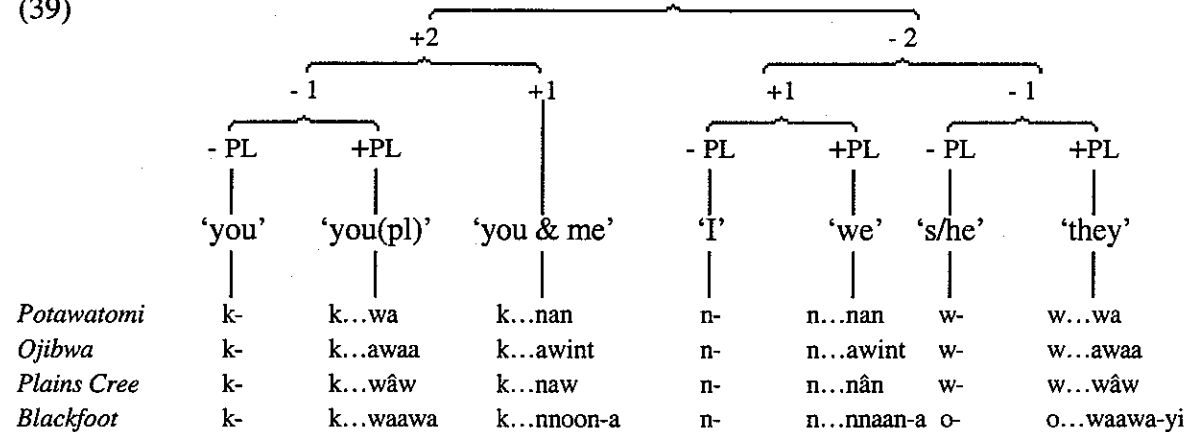 (39)
+2 - 2
- 1 +1 +1 - 1
- PL +PL - PL +PL - PL +PL
‘you’ ‘you(pl)’ ‘you & me’ ‘I’ ‘we’ ‘s/he’ ‘they’
Potawatomi k- k…wa k…nan n- n…nan w- w…wa
Ojibwa k- k…awaa k…awint n- n…awint w- w…awaa
Plains Cree k- k…wâw k…naw n- n…nân w- w…wâw
Blackfoot k- k…waawa k…nnoon-a n- n…nnaan-a o- o…waawa-yi